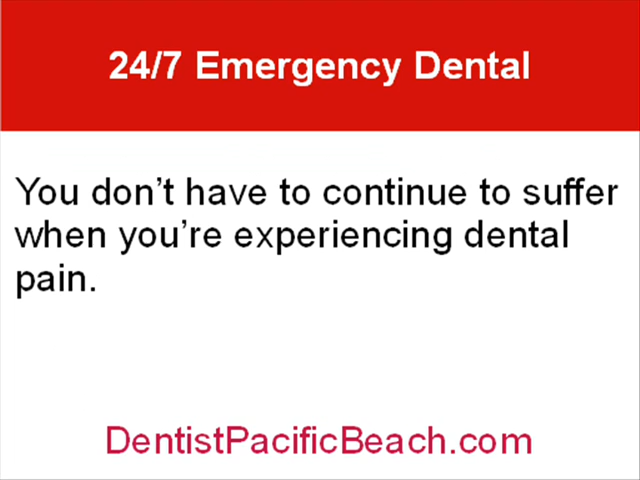 24/7 Emergency Dental
You don’t have to continue to suffer
when you’re experiencing dental
pain.
DentistPacificBeach.com